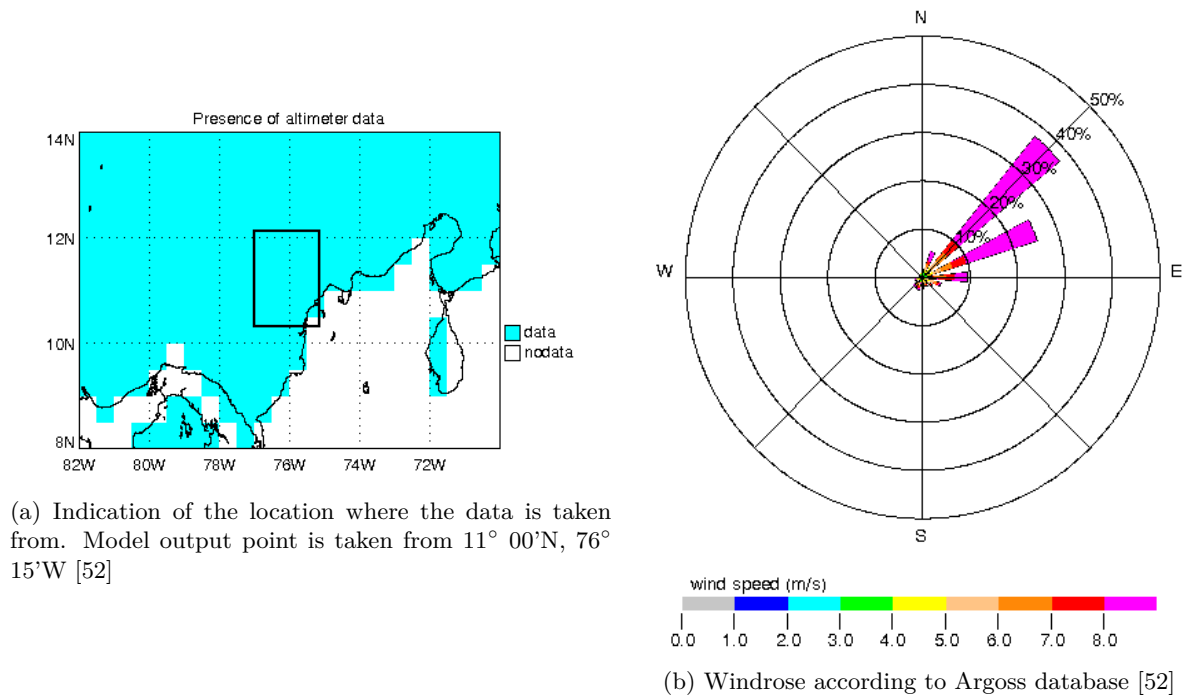 Presence of altimeter data
14N
12N
10N
8N
82W 80W 78W 76W 74W 72W
data
nodata
(a) Indication of the location where the data is taken
from. Model output point is taken from 11° 00'N, 76°
15'W [52]
N
50%
40%
30%
20%
10%
W
E
S
wind speed (m/s)
0.0 1.0 2.0 3.0 4.0 5.0 6.0 7.0 8.0
(b) Windrose according to Argoss database [52]